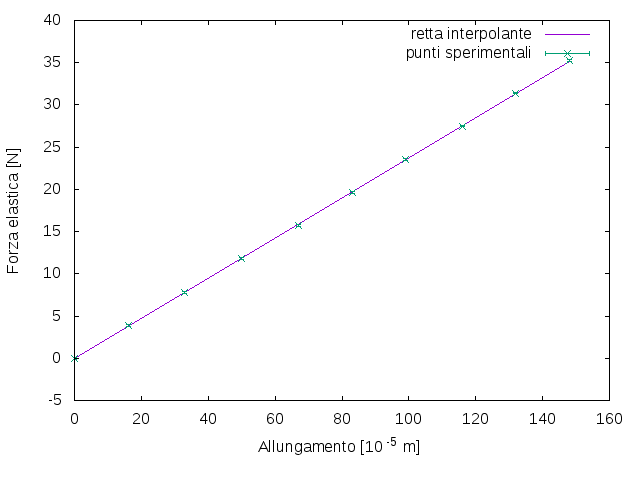 40
35
30
25
20
15
10
5
0
-5
0 20 40 60 80 100 120 140 160
Forza elastica [N]
Allungamento [10⁻⁵ m]
retta interpolante
punti sperimentali